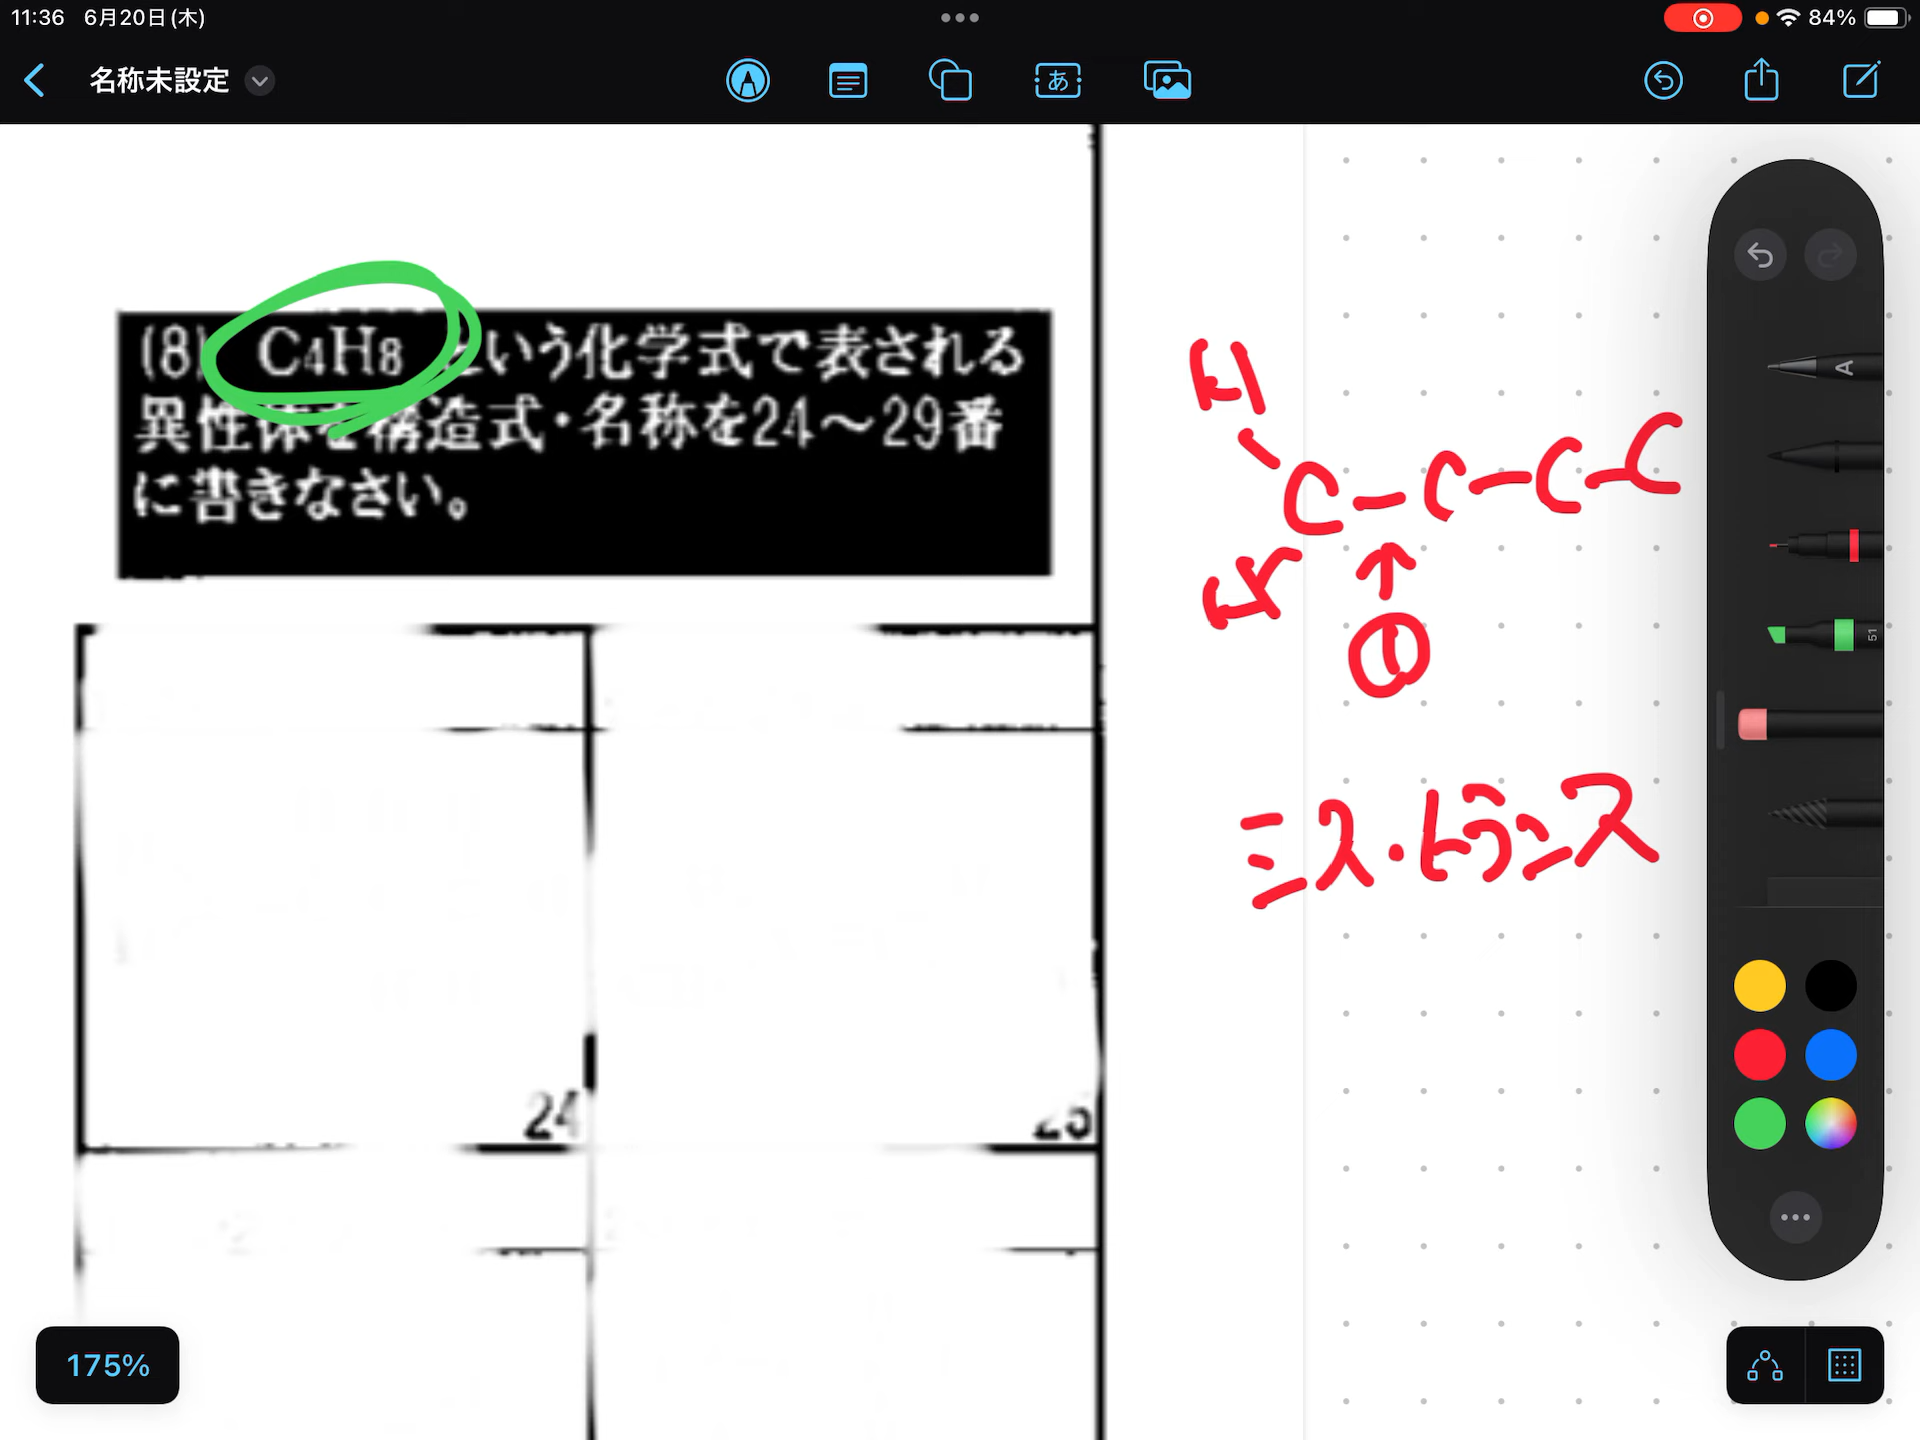 11:36 6月20日(木)
84%
名称未設定
あ
(8) C4H8 という化学式で表される
異性体を構造式・名称を24～29番
に書きなさい。
H
C-C-C-C
H
↑
①
シス・トランス
A
51
24
175%